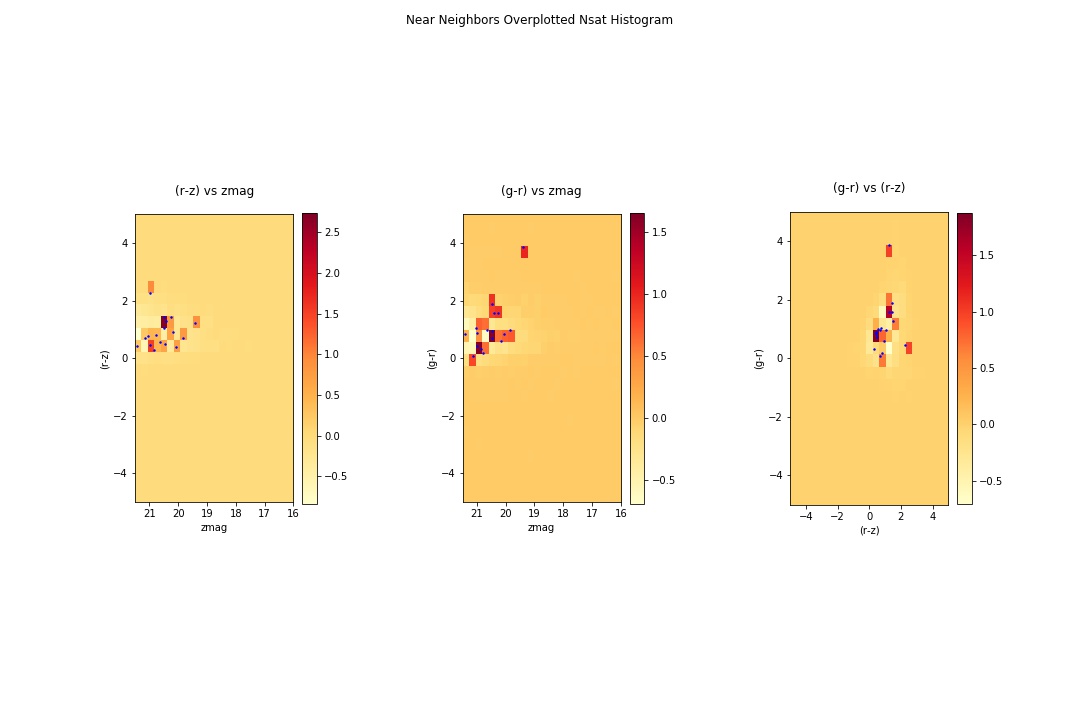 Near Neighbors Overplotted Nsat Histogram
(r-z) vs zmag
4
2
0
−2
−4
(r-z)
21 20 19 18 17 16
zmag
2.5
2.0
1.5
1.0
0.5
0.0
−0.5
(g-r) vs zmag
4
2
0
−2
−4
(g-r)
21 20 19 18 17 16
zmag
1.5
1.0
0.5
0.0
−0.5
(g-r) vs (r-z)
4
2
0
−2
−4
(g-r)
−4 −2 0 2 4
(r-z)
1.5
1.0
0.5
0.0
−0.5